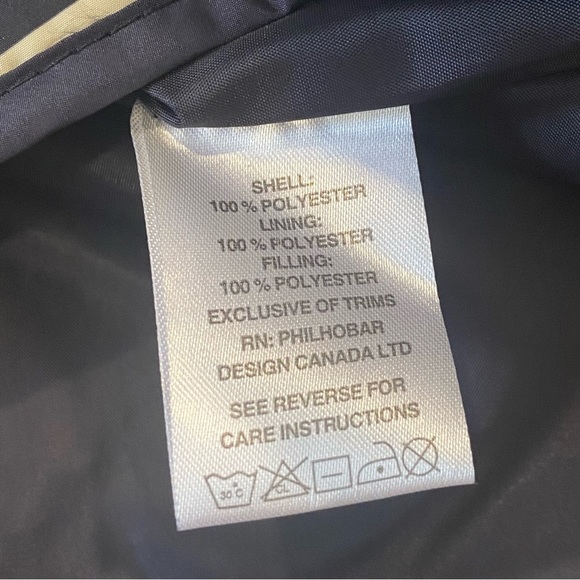 SHELL:
100 % POLYESTER
LINING:
100 % POLYESTER
FILLING:
100 % POLYESTER
EXCLUSIVE OF TRIMS
RN: PHILHOBAR
DESIGN CANADA LTD
SEE REVERSE FOR
CARE INSTRUCTIONS
30°C CL